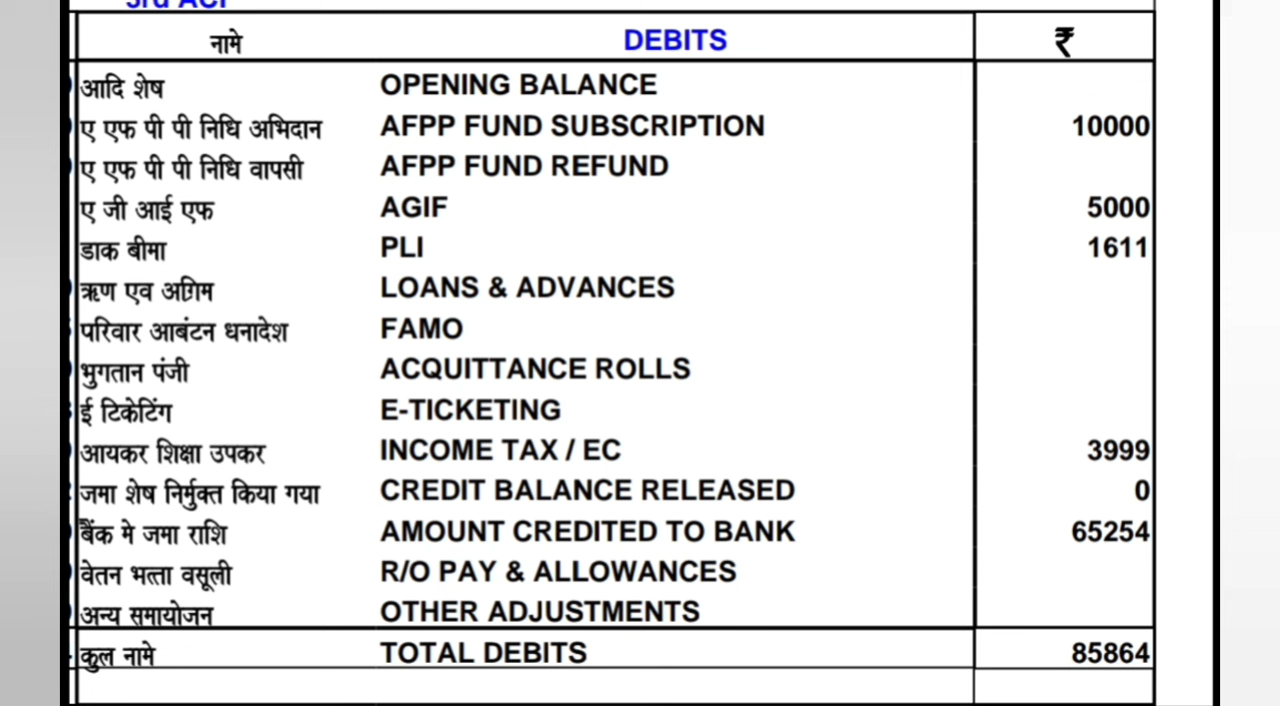 3rd ACP
नामे DEBITS ₹
आदि शेष OPENING BALANCE
ए एफ पी पी निधि अभिदान AFPP FUND SUBSCRIPTION 10000
ए एफ पी पी निधि वापसी AFPP FUND REFUND
ए जी आई एफ AGIF 5000
डाक बीमा PLI 1611
ऋण एव अग्रिम LOANS & ADVANCES
परिवार आबंटन धनादेश FAMO
भुगतान पंजी ACQUITTANCE ROLLS
ई टिकेटिंग E-TICKETING
आयकर शिक्षा उपकर INCOME TAX / EC 3999
जमा शेष निर्मुक्त किया गया CREDIT BALANCE RELEASED 0
बैंक मे जमा राशि AMOUNT CREDITED TO BANK 65254
वेतन भत्ता वसूली R/O PAY & ALLOWANCES
अन्य समायोजन OTHER ADJUSTMENTS
कुल नामे TOTAL DEBITS 85864